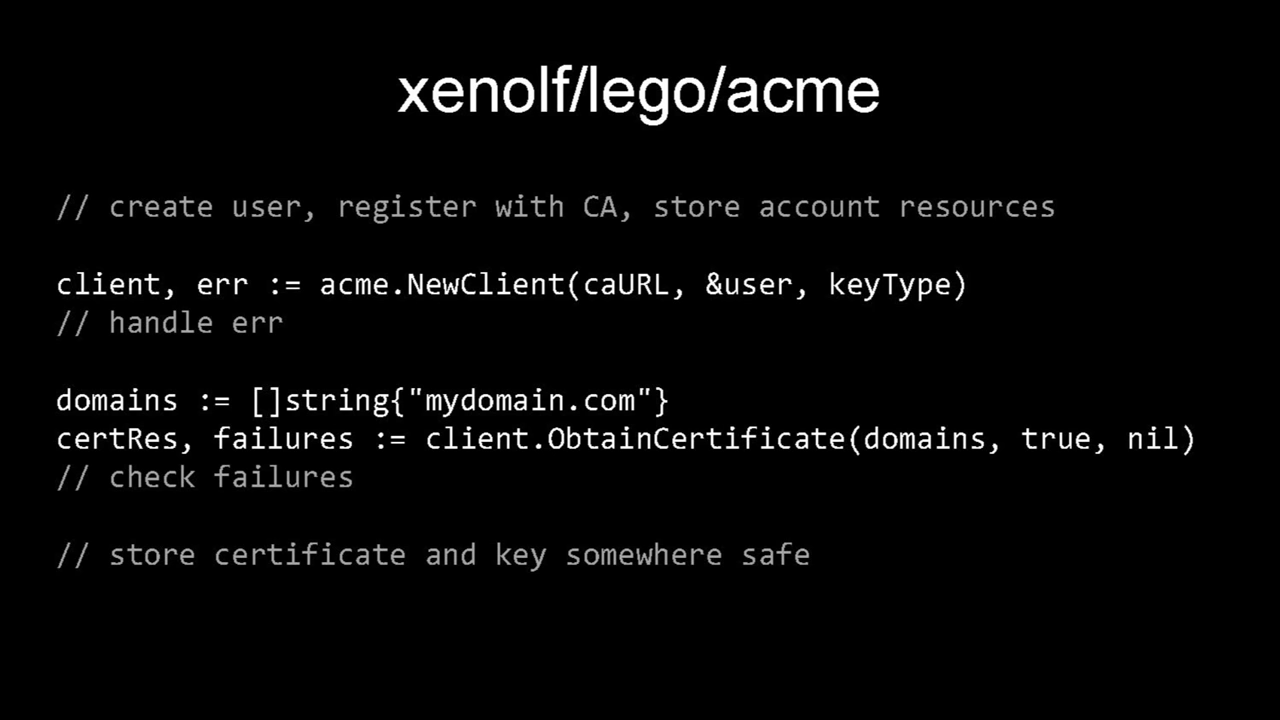 xenolf/lego/acme
// create user, register with CA, store account resources
client, err := acme.NewClient(caURL, &user, keyType)
// handle err
domains := []string{"mydomain.com"}
certRes, failures := client.ObtainCertificate(domains, true, nil)
// check failures
// store certificate and key somewhere safe